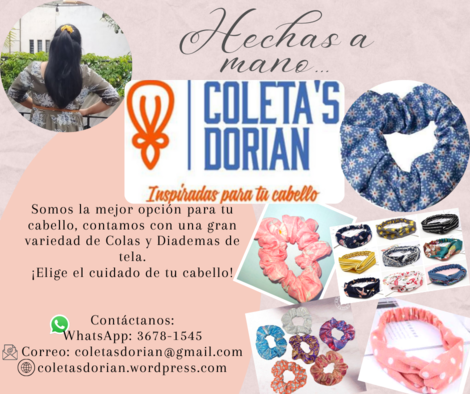 Hechas a
mano...
COLETA'S
DORIAN
Inspiradas para tu cabello
Somos la mejor opción para tu
cabello, contamos con una gran
variedad de Colas y Diademas de
tela.
¡Elige el cuidado de tu cabello!
Contáctanos:
WhatsApp: 3678-1545
Correo: coletasdorian@gmail.com
coletasdorian.wordpress.com